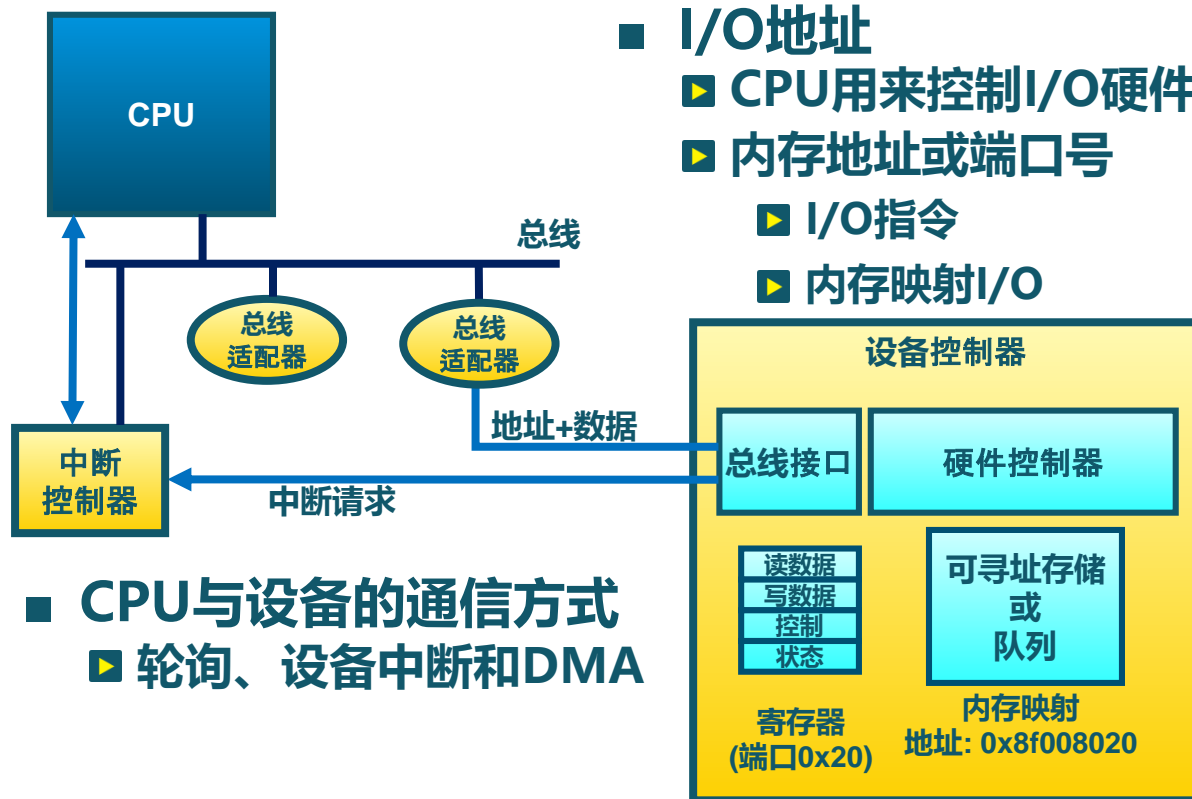 CPU
I/O地址
CPU用来控制I/O硬件
内存地址或端口号
I/O指令
内存映射I/O
总线
总线
适配器
总线
适配器
地址+数据
中断
控制器
中断请求
设备控制器
总线接口
硬件控制器
读数据
写数据
控制
状态
寄存器
(端口0x20)
可寻址存储
或
队列
内存映射
地址: 0x8f008020
CPU与设备的通信方式
轮询、设备中断和DMA